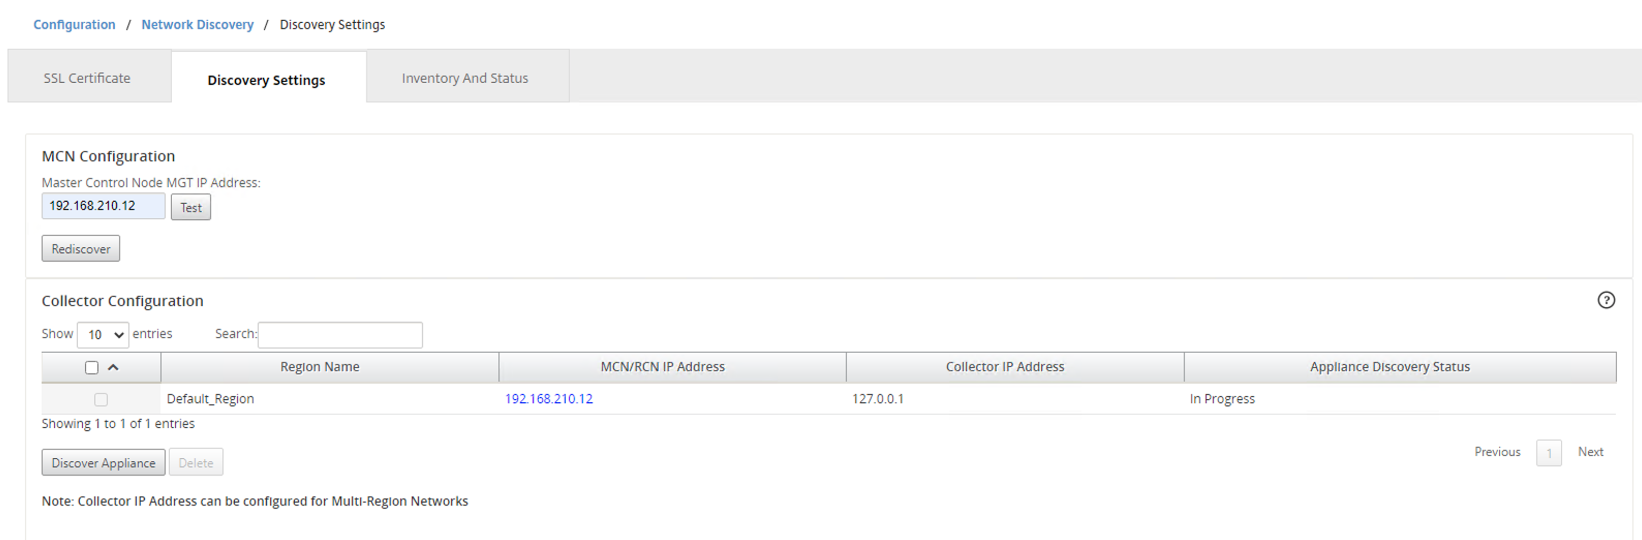 Configuration / Network Discovery / Discovery Settings
SSL Certificate Discovery Settings Inventory And Status
MCN Configuration
Master Control Node MGT IP Address:
192.168.210.12 Test
Rediscover
Collector Configuration ?
Show 10 entries Search:
Region Name MCN/RCN IP Address Collector IP Address Appliance Discovery Status
Default_Region 192.168.210.12 127.0.0.1 In Progress
Showing 1 to 1 of 1 entries
Previous 1 Next
Discover Appliance Delete
Note: Collector IP Address can be configured for Multi-Region Networks